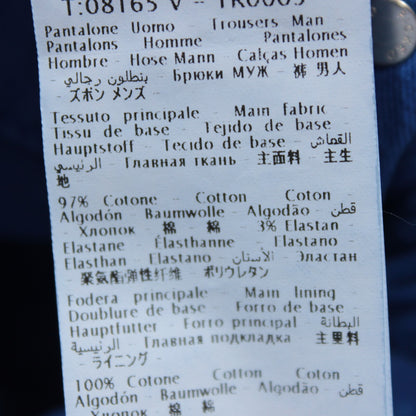 T:08165 V - TR0005
Pantalone Uomo - Trousers Man
Pantalons Homme - Pantalones
Hombre - Hose Mann - Calças Homen
- بنطلون رجالي - Брюки МУЖ - 裤 男人
- ズボン メンズ -
Tessuto principale - Main fabric -
Tissu de base - Tejido de base -
Hauptstoff - Tecido de base - القماش
الرئيسي - Главная ткань - 主面料 - 主生
地
97% Cotone - Cotton - Coton -
Algodón - Baumwolle - Algodão - قطن
- Хлопок - 棉 - 綿 - 3% Elastan -
Elastane - Élasthanne - Elastano -
Elasthan - Elastano - الأستان - Эластан
- 聚氨酯弹性纤维 - ポリウレタン
Fodera principale - Main lining -
Doublure de base - Forro de base -
Hauptfutter - Forro principal - البطانة
الرئيسية - Главная подкладка - 主里料
- ライニング -
100% Cotone - Cotton - Coton -
Algodón - Baumwolle - Algodão - قطن
- Хлопок - 棉 - 綿